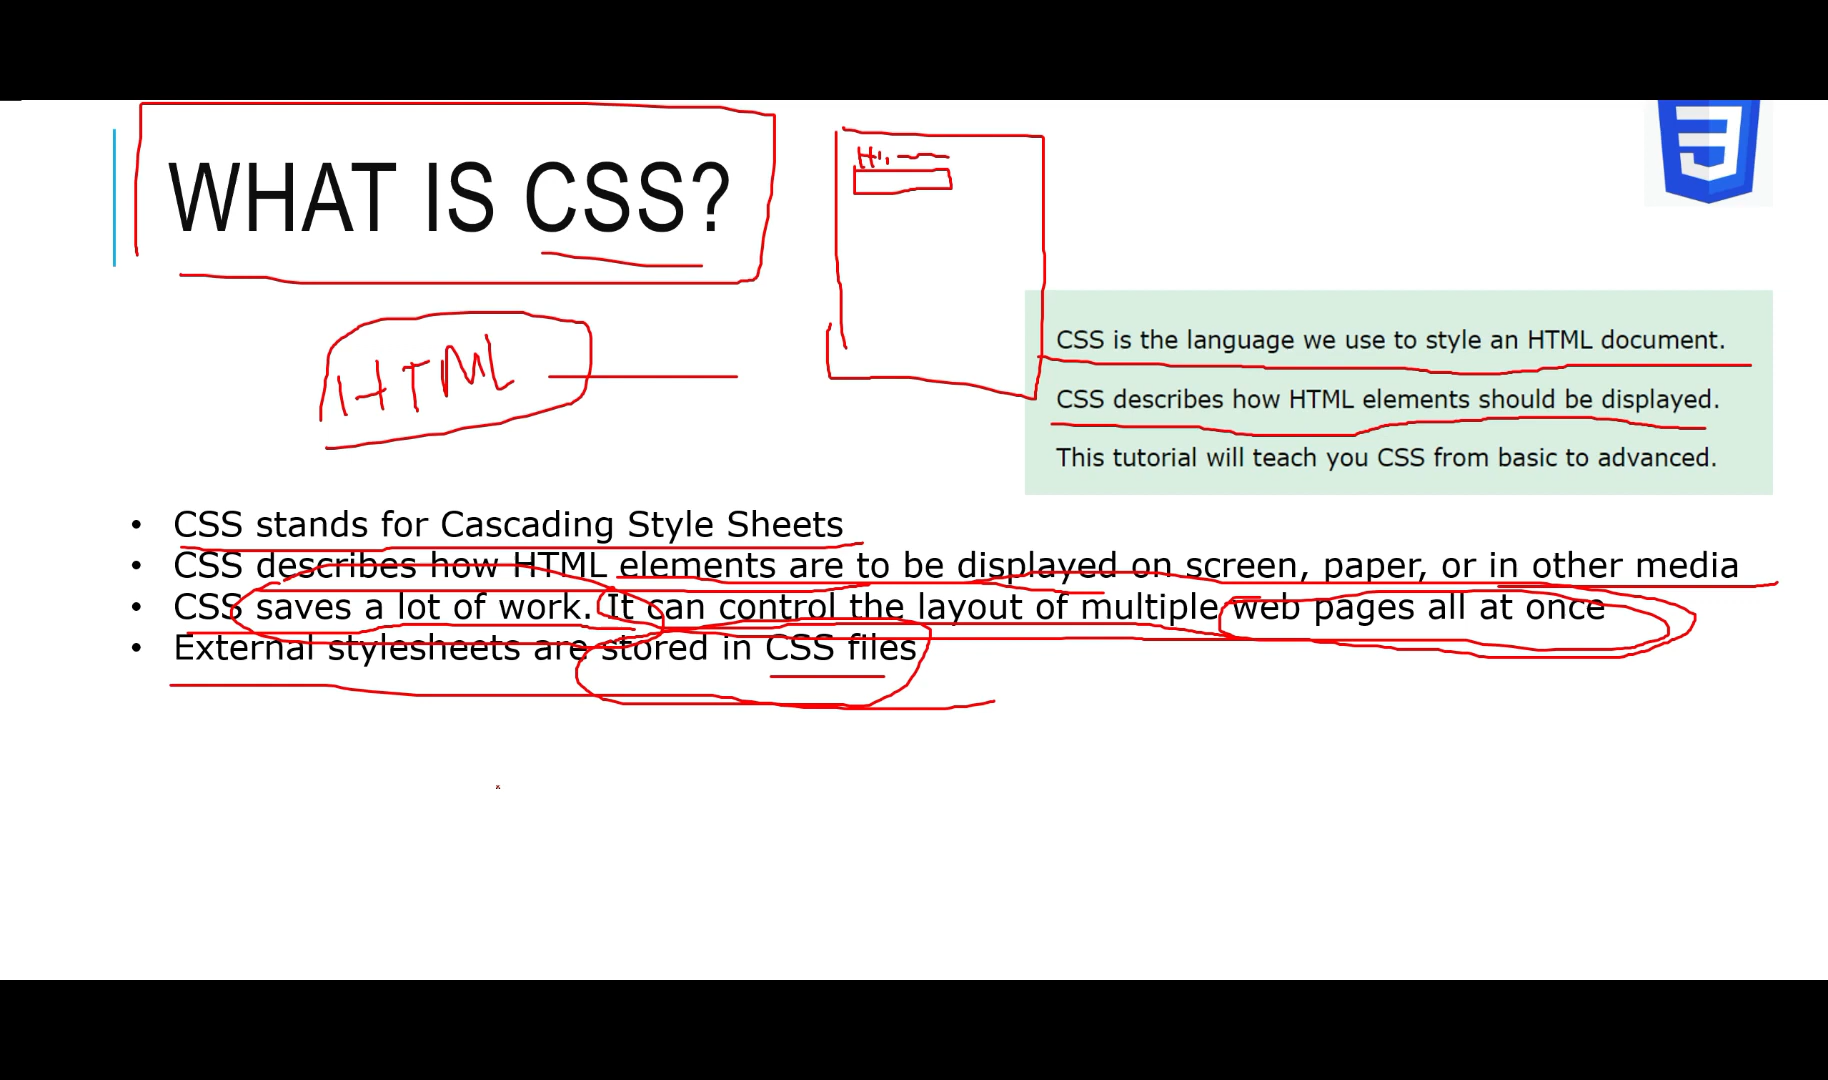 WHAT IS CSS?
Hi,
HTML
CSS is the language we use to style an HTML document.
CSS describes how HTML elements should be displayed.
This tutorial will teach you CSS from basic to advanced.
• CSS stands for Cascading Style Sheets
• CSS describes how HTML elements are to be displayed on screen, paper, or in other media
• CSS saves a lot of work. It can control the layout of multiple web pages all at once
• External stylesheets are stored in CSS files